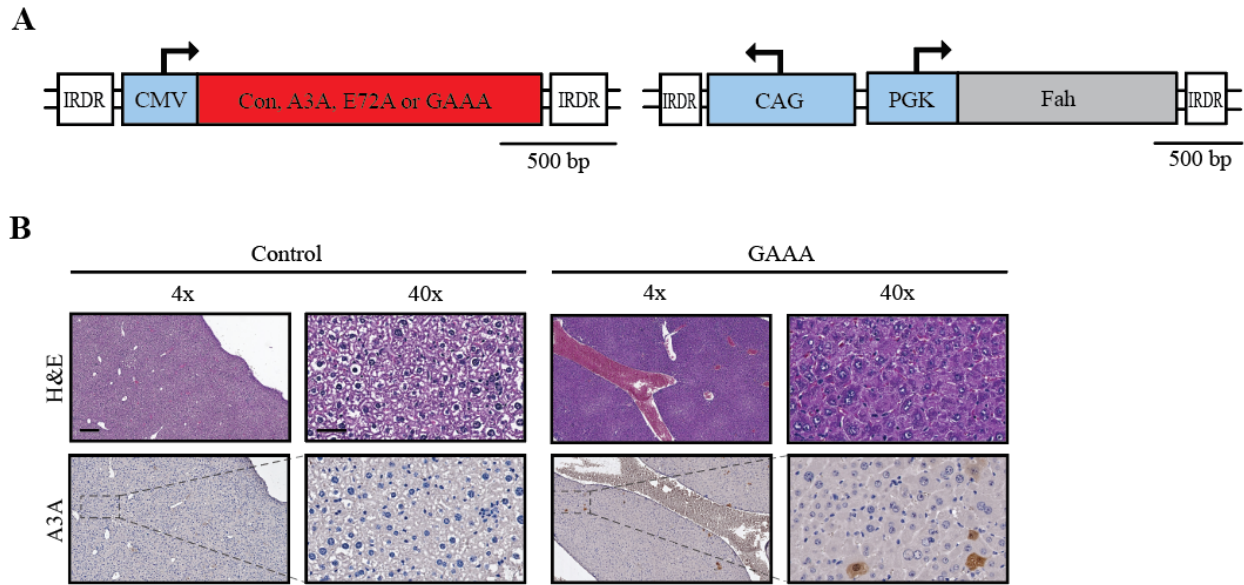 A
IRDR CMV Con. A3A. E72A or GAAA IRDR
500 bp
IRDR CAG PGK Fah IRDR
500 bp
B
Control GAAA
4x 40x 4x 40x
H&E
A3A